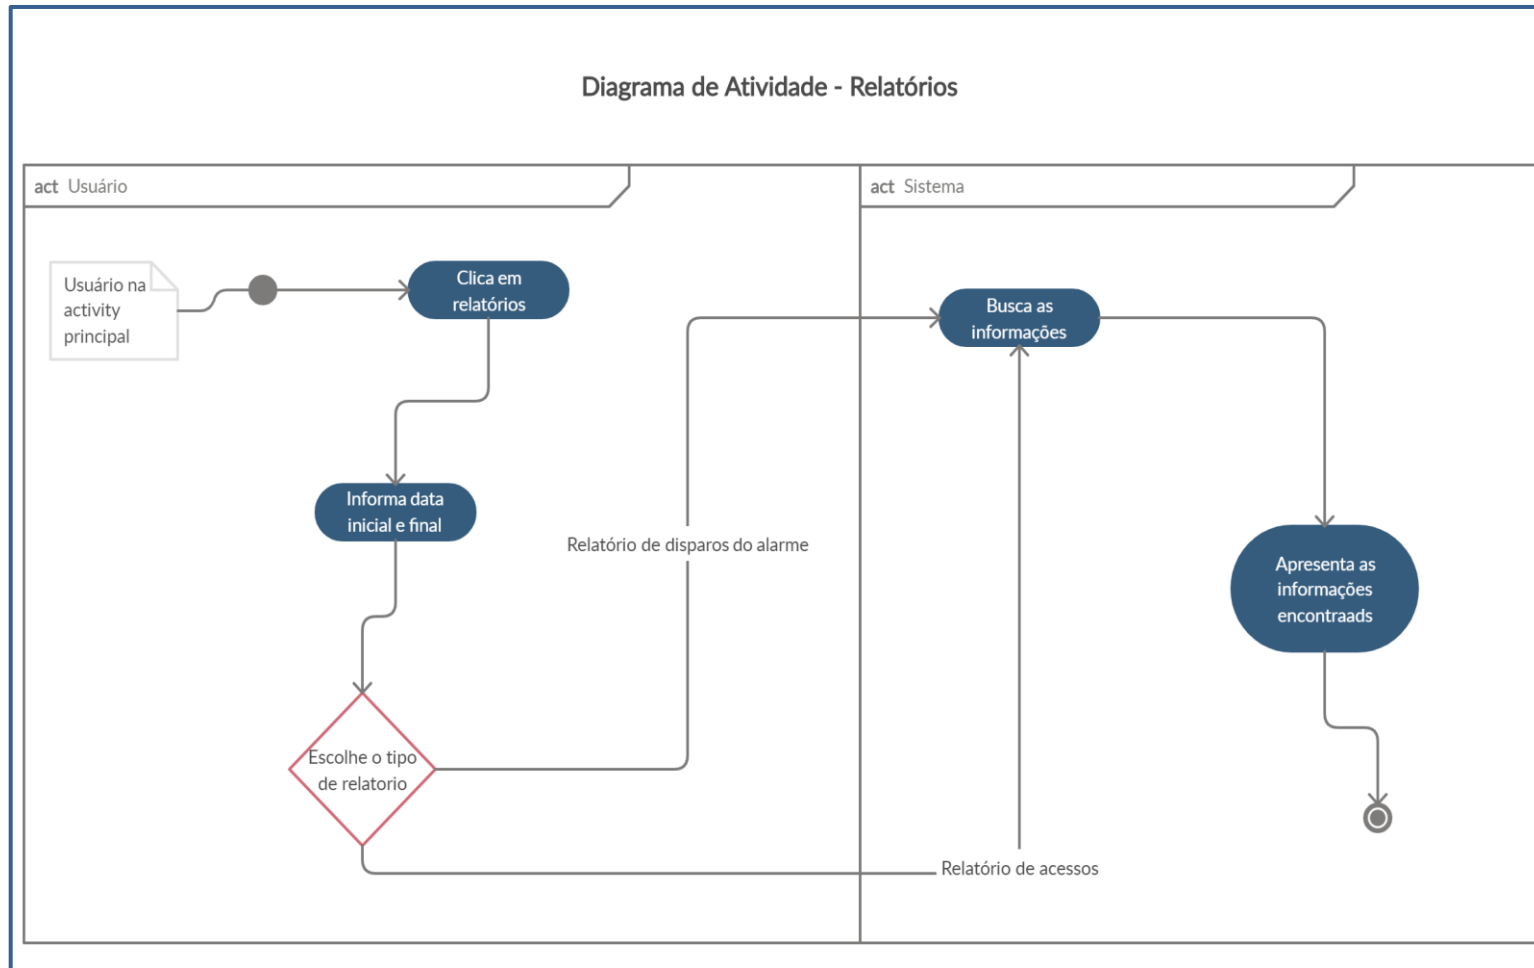 Diagrama de Atividade - Relatórios
act Usuário
act Sistema
Usuário na
activity
principal
Clica em
relatórios
Busca as
informações
Informa data
inicial e final
Relatório de disparos do alarme
Apresenta as
informações
encontraads
Escolhe o tipo
de relatorio
Relatório de acessos